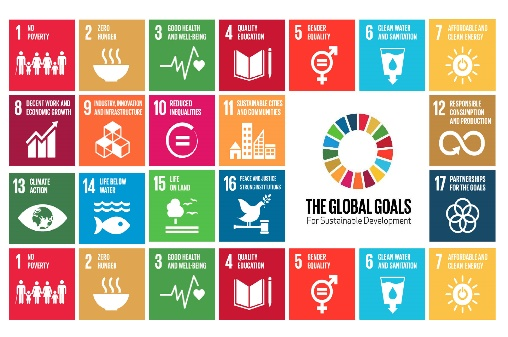 1 NO
POVERTY
2 ZERO
HUNGER
3 GOOD HEALTH
AND WELL-BEING
4 QUALITY
EDUCATION
5 GENDER
EQUALITY
6 CLEAN WATER
AND SANITATION
7 AFFORDABLE AND
CLEAN ENERGY
8 DECENT WORK AND
ECONOMIC GROWTH
9 INDUSTRY, INNOVATION
AND INFRASTRUCTURE
10 REDUCED
INEQUALITIES
11 SUSTAINABLE CITIES
AND COMMUNITIES
12 RESPONSIBLE
CONSUMPTION
AND PRODUCTION
13 CLIMATE
ACTION
14 LIFE BELOW
WATER
15 LIFE
ON LAND
16 PEACE AND JUSTICE
STRONG INSTITUTIONS
THE GLOBAL GOALS
For Sustainable Development
17 PARTNERSHIPS
FOR THE GOALS
1 NO
POVERTY
2 ZERO
HUNGER
3 GOOD HEALTH
AND WELL-BEING
4 QUALITY
EDUCATION
5 GENDER
EQUALITY
6 CLEAN WATER
AND SANITATION
7 AFFORDABLE AND
CLEAN ENERGY